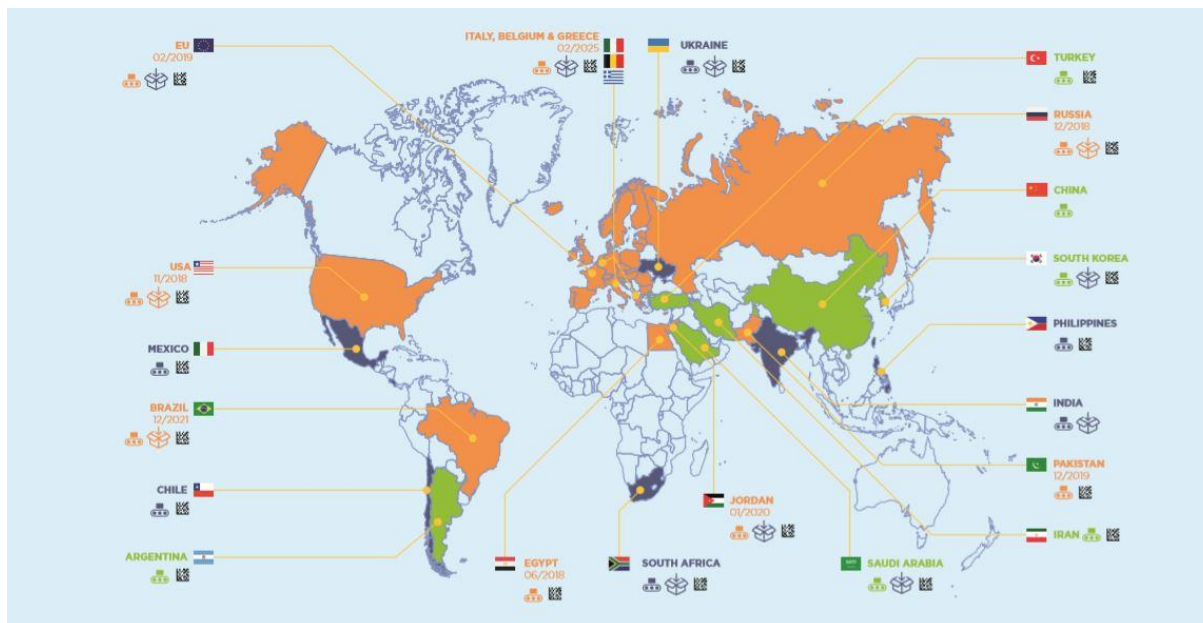 EU
02/2019
ITALY, BELGIUM & GREECE
02/2025
UKRAINE
TURKEY
RUSSIA
12/2018
CHINA
USA
11/2018
SOUTH KOREA
MEXICO
PHILIPPINES
BRAZIL
12/2021
INDIA
CHILE
PAKISTAN
12/2019
JORDAN
01/2020
IRAN
ARGENTINA
EGYPT
06/2018
SOUTH AFRICA
SAUDI ARABIA